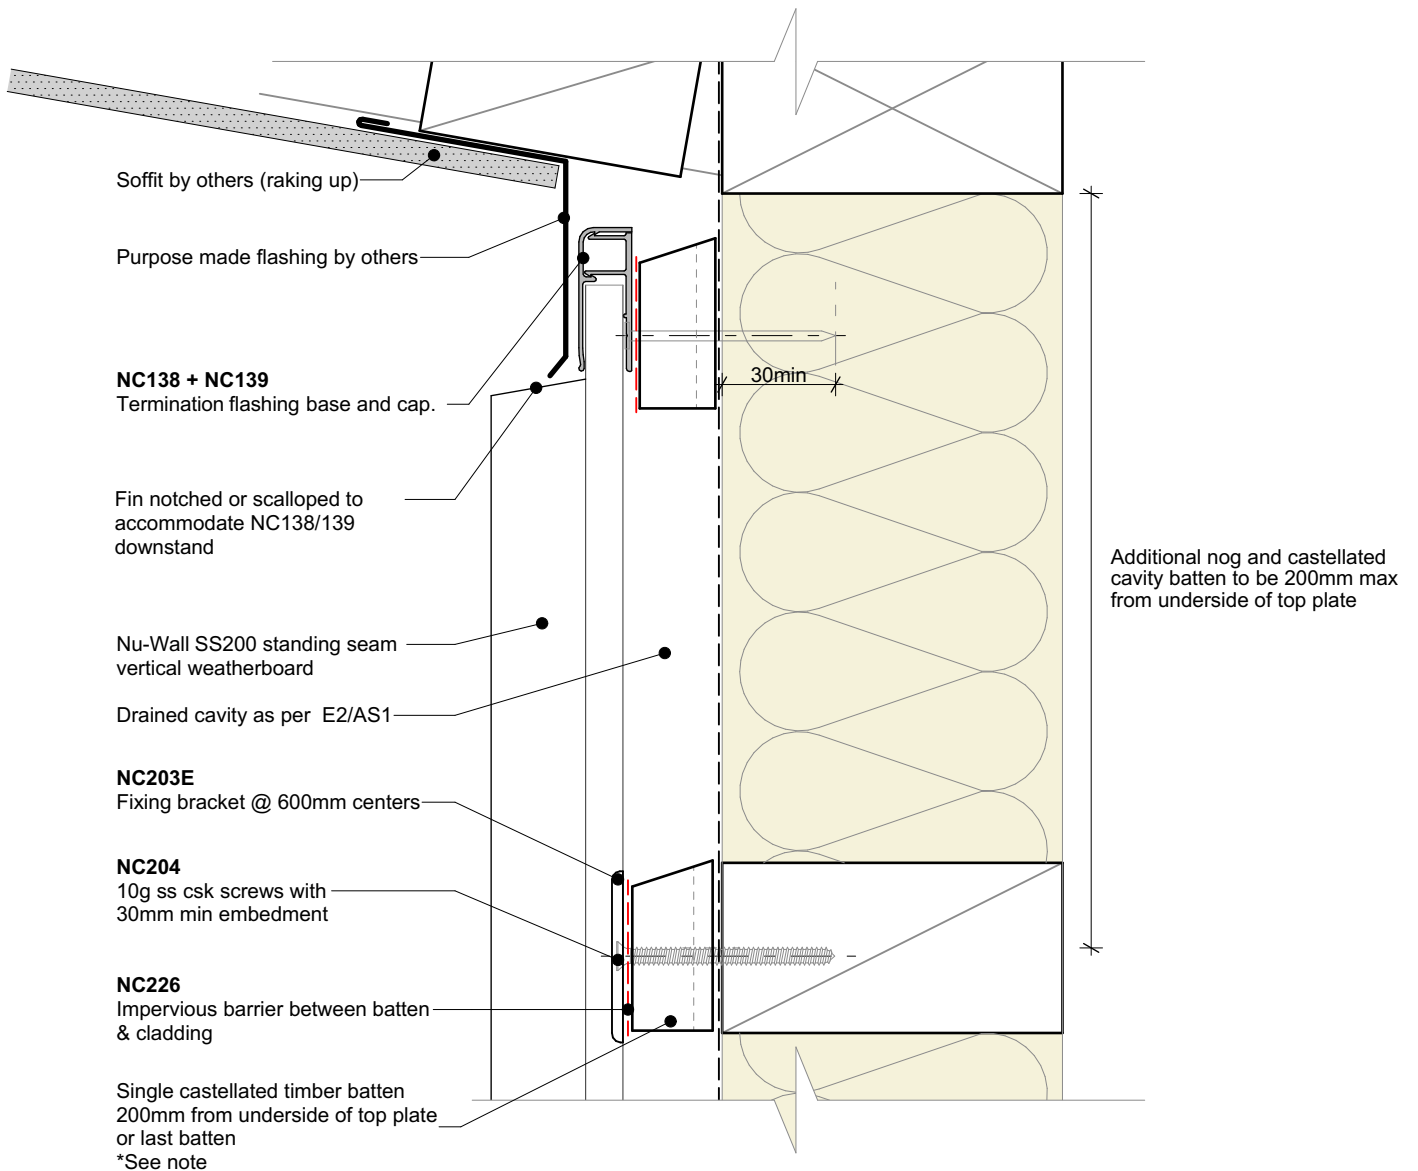 Soffit by others (raking up)
Purpose made flashing by others
NC138 + NC139
Termination flashing base and cap.
30min
Fin notched or scalloped to
accommodate NC138/139
downstand
Additional nog and castellated
cavity batten to be 200mm max
from underside of top plate
Nu-Wall SS200 standing seam
vertical weatherboard
Drained cavity as per  E2/AS1
NC203E
Fixing bracket @ 600mm centers
NC204
10g ss csk screws with
30mm min embedment
NC226
Impervious barrier between batten
& cladding
Single castellated timber batten
200mm from underside of top plate
or last batten
*See note